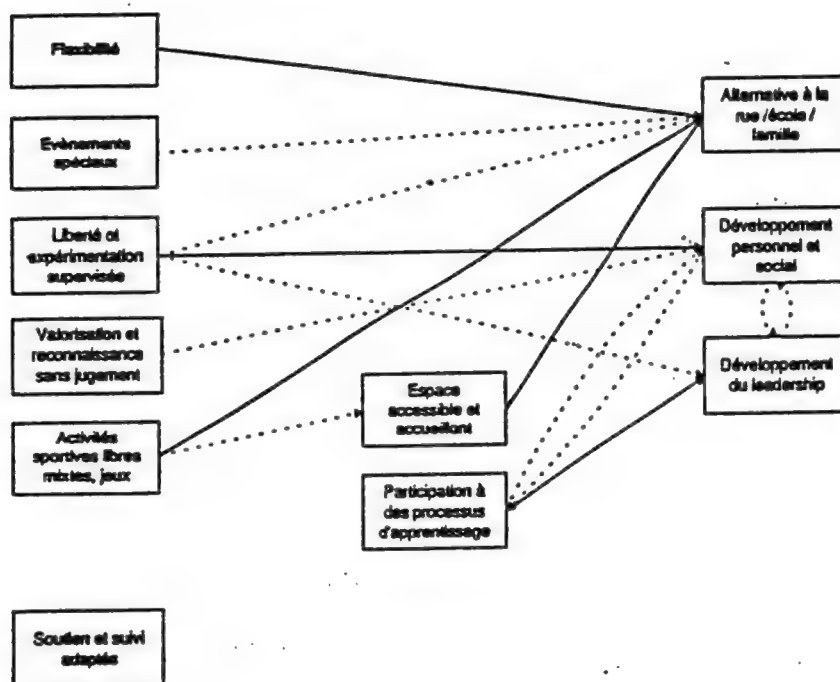 Flexibilité
Evènements
spéciaux
Liberté et
expérimentation
supervisée
Valorisation et
reconnaissance
sans jugement
Activités
sportives libres
mixtes, jeux
Soutien et suivi
adaptés
Espace
accessible et
accueillant
Participation à
des processus
d'apprentissage
Alternative à la
rue /école /
famille
Développement
personnel et
social
Développement
du leadership